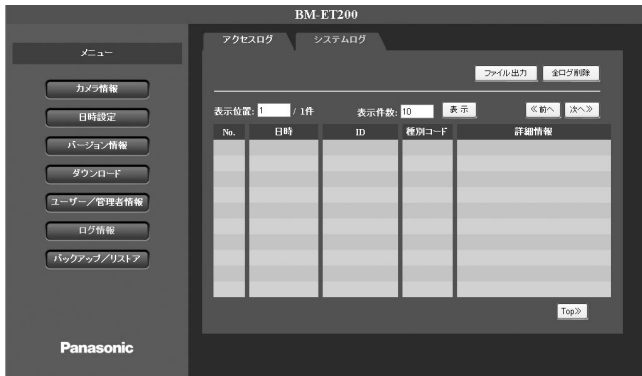 BM-ET200
メニュー
カメラ情報
日時設定
バージョン情報
ダウンロード
ユーザー／管理者情報
ログ情報
バックアップ／リストア
Panasonic
アクセスログ システムログ
ファイル出力 全ログ削除
表示位置: 1 / 1件 表示件数: 10 表示 ≪前へ 次へ≫
No. 日時 ID 種別コード 詳細情報
Top≫